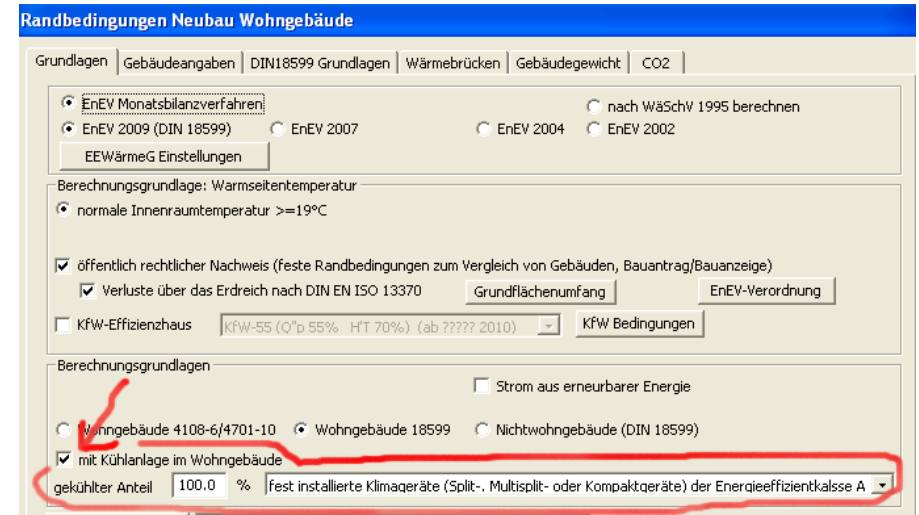 Randbedingungen Neubau Wohngebäude
Grundlagen Gebäudeangaben DIN18599 Grundlagen Wärmebrücken Gebäudegewicht CO2
EnEV Monatsbilanzverfahren nach WäSchV 1995 berechnen
EnEV 2009 (DIN 18599) EnEV 2007 EnEV 2004 EnEV 2002
EEWärmeG Einstellungen
Berechnungsgrundlage: Warmseitentemperatur
normale Innenraumtemperatur >=19°C
öffentlich rechtlicher Nachweis (feste Randbedingungen zum Vergleich von Gebäuden, Bauantrag/Bauanzeige)
Verluste über das Erdreich nach DIN EN ISO 13370 Grundflächenumfang EnEV-Verordnung
KfW-Effizienzhaus KfW-55 (Q"p 55% H'T 70%) (ab ????? 2010) KfW Bedingungen
Berechnungsgrundlagen
Strom aus erneurbarer Energie
Wohngebäude 4108-6/4701-10 Wohngebäude 18599 Nichtwohngebäude (DIN 18599)
mit Kühlanlage im Wohngebäude
gekühlter Anteil 100.0 % fest installierte Klimageräte (Split-, Multisplit- oder Kompaktgeräte) der Energieeffizientkalsse A